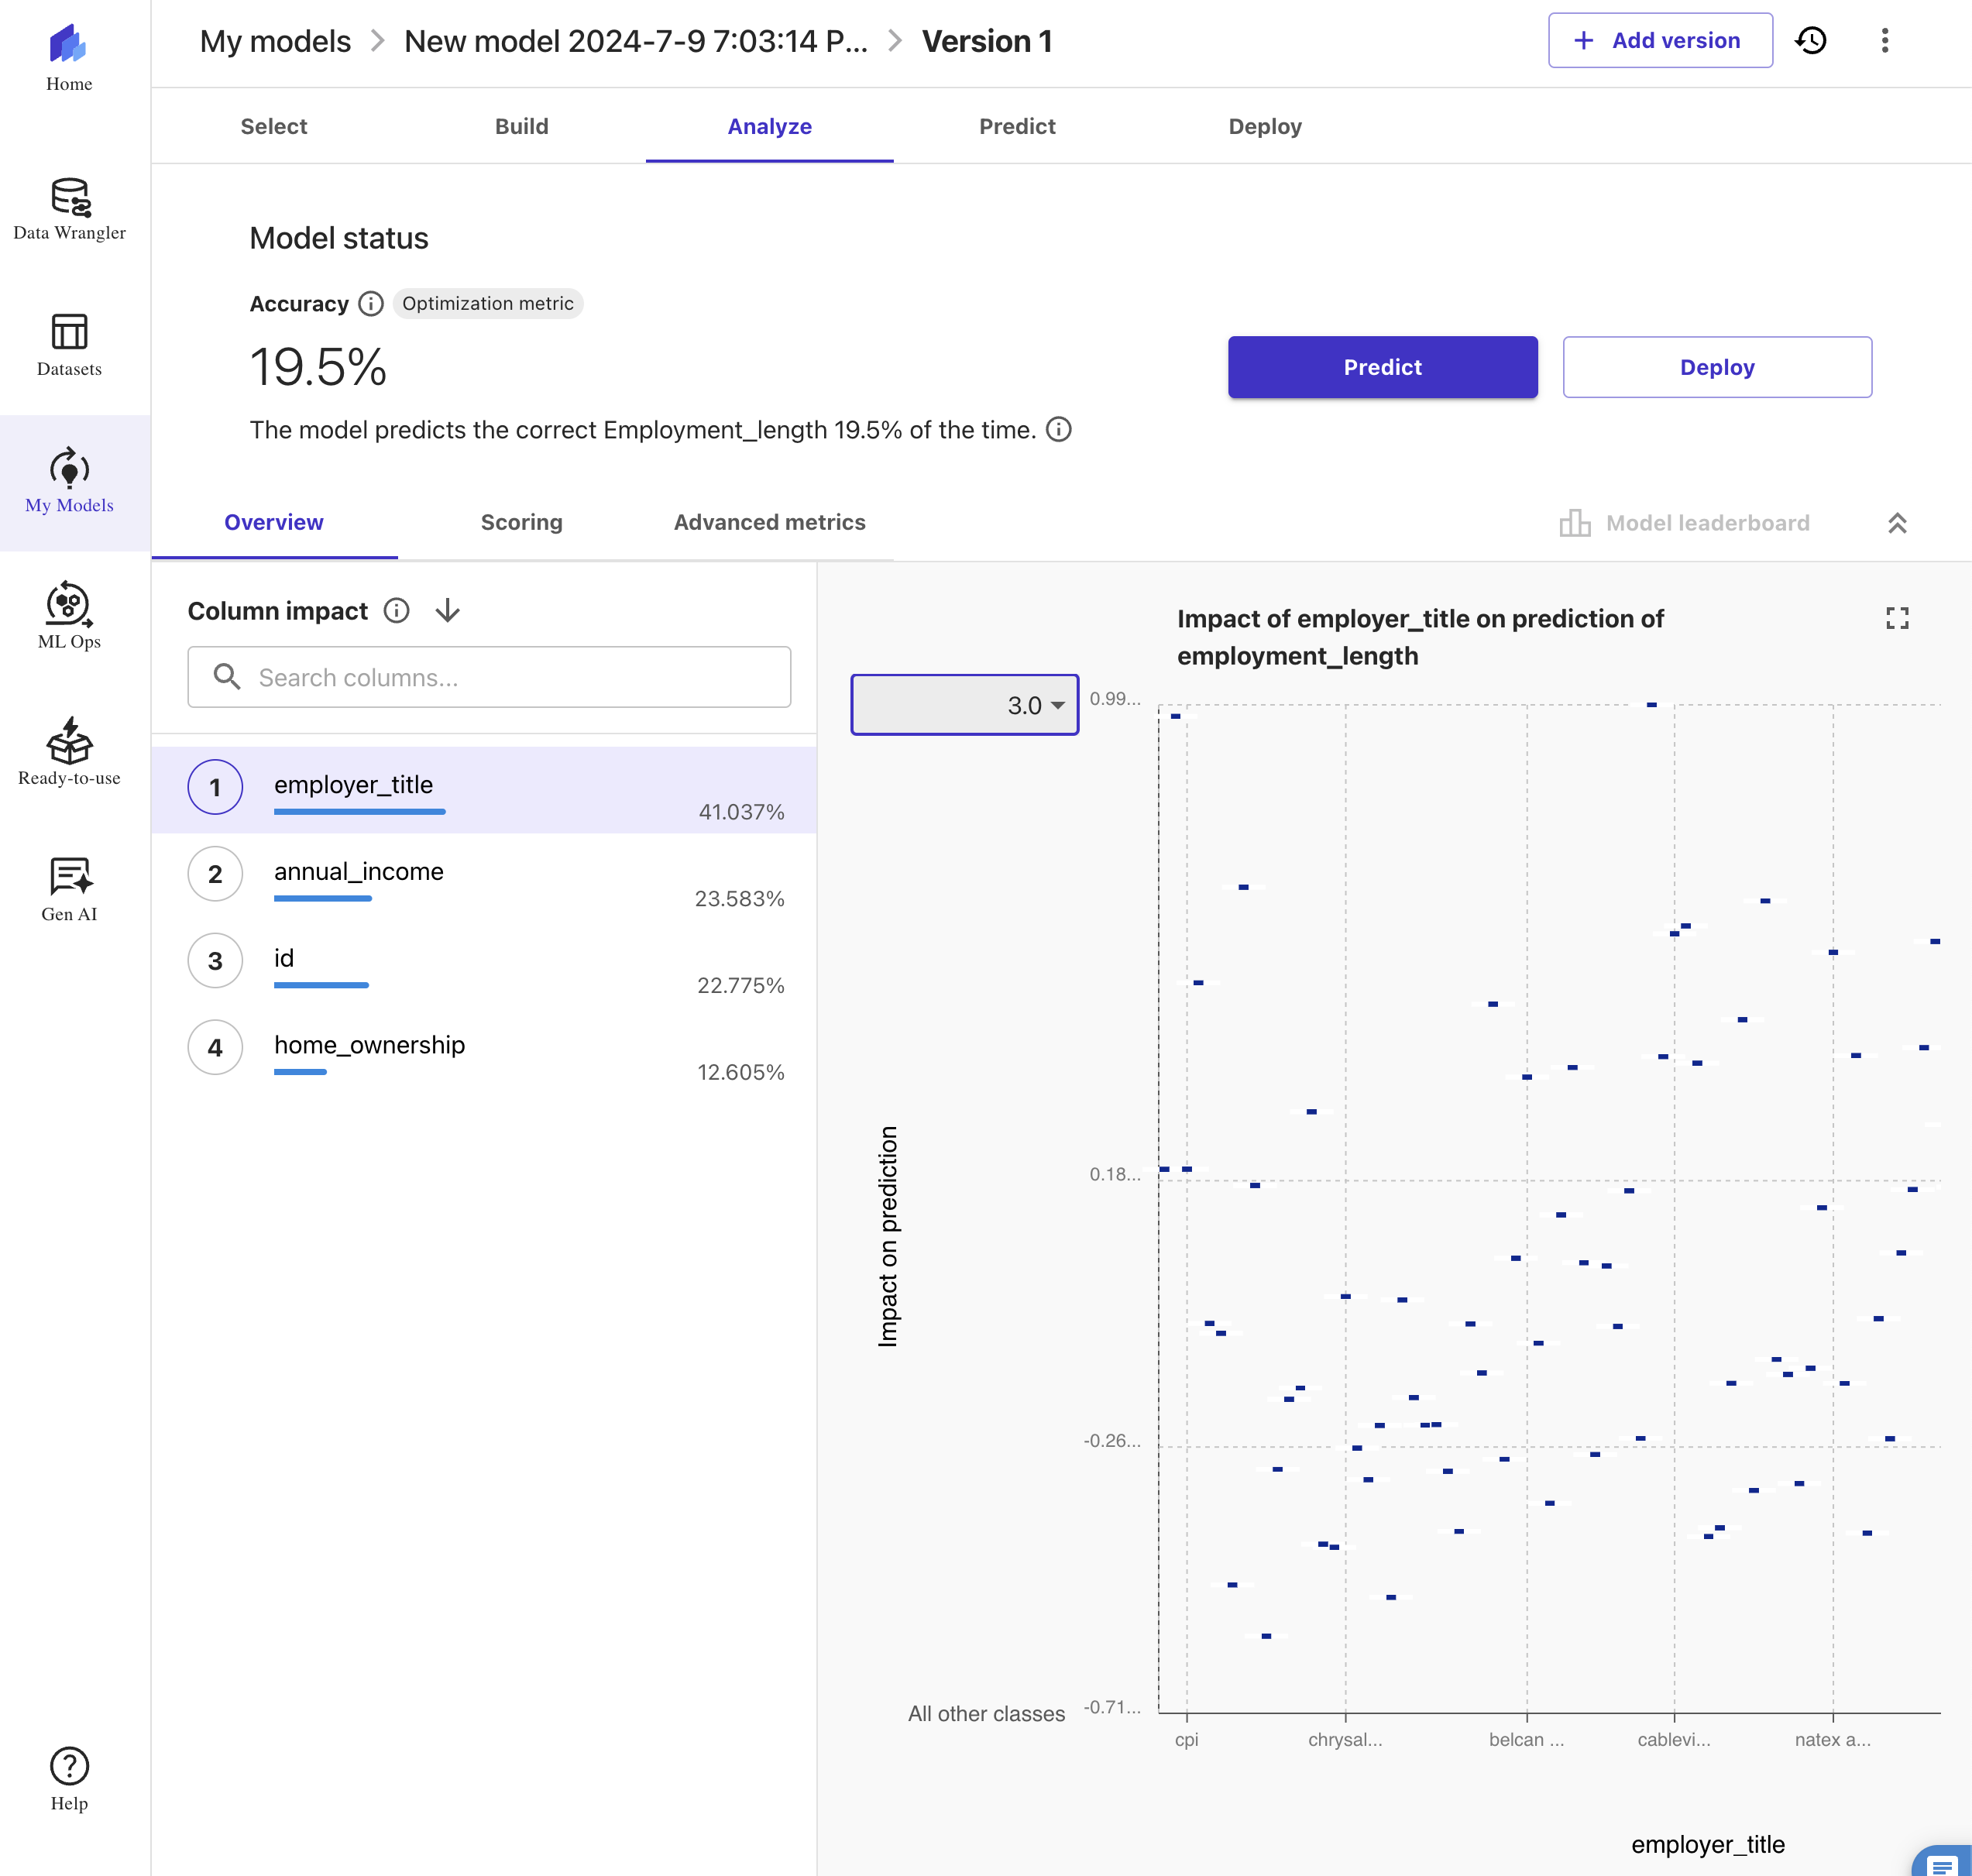 Home
Data Wrangler
Datasets
My Models
ML Ops
Ready-to-use
Gen AI
Help
My models > New model 2024-7-9 7:03:14 P... > Version 1
+ Add version
Select
Build
Analyze
Predict
Deploy
Model status
Accuracy
Optimization metric
19.5%
The model predicts the correct Employment_length 19.5% of the time.
Predict
Deploy
Overview
Scoring
Advanced metrics
Model leaderboard
Column impact
Search columns...
1
employer_title
41.037%
2
annual_income
23.583%
3
id
22.775%
4
home_ownership
12.605%
Impact of employer_title on prediction of
employment_length
3.0
0.99...
0.18...
-0.26...
-0.71...
Impact on prediction
All other classes
cpi
chrysal...
belcan ...
cablevi...
natex a...
employer_title